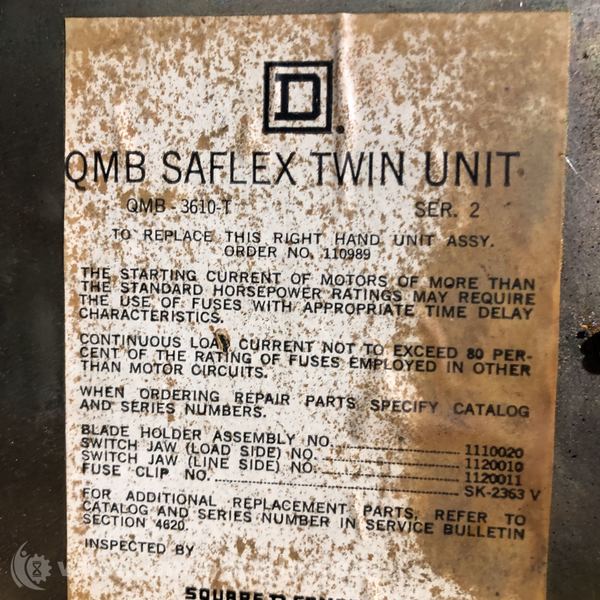 D
QMB SAFLEX TWIN UNIT
QMB - 3610-T SER. 2
TO REPLACE THIS RIGHT HAND UNIT ASSY.
ORDER NO. 110989
THE STARTING CURRENT OF MOTORS OF MORE THAN
THE STANDARD HORSEPOWER RATINGS MAY REQUIRE
THE USE OF FUSES WITH APPROPRIATE TIME DELAY
CHARACTERISTICS.
CONTINUOUS LOAD CURRENT NOT TO EXCEED 80 PER-
CENT OF THE RATING OF FUSES EMPLOYED IN OTHER
THAN MOTOR CIRCUITS.
WHEN ORDERING REPAIR PARTS SPECIFY CATALOG
AND SERIES NUMBERS.
BLADE HOLDER ASSEMBLY NO. 1110020
SWITCH JAW (LOAD SIDE) NO. 1120010
SWITCH JAW (LINE SIDE) NO. 1120011
FUSE CLIP NO. SK-2363 V
FOR ADDITIONAL REPLACEMENT PARTS, REFER TO
CATALOG AND SERIES NUMBER IN SERVICE BULLETIN
SECTION 4620.
INSPECTED BY
SQUARE D